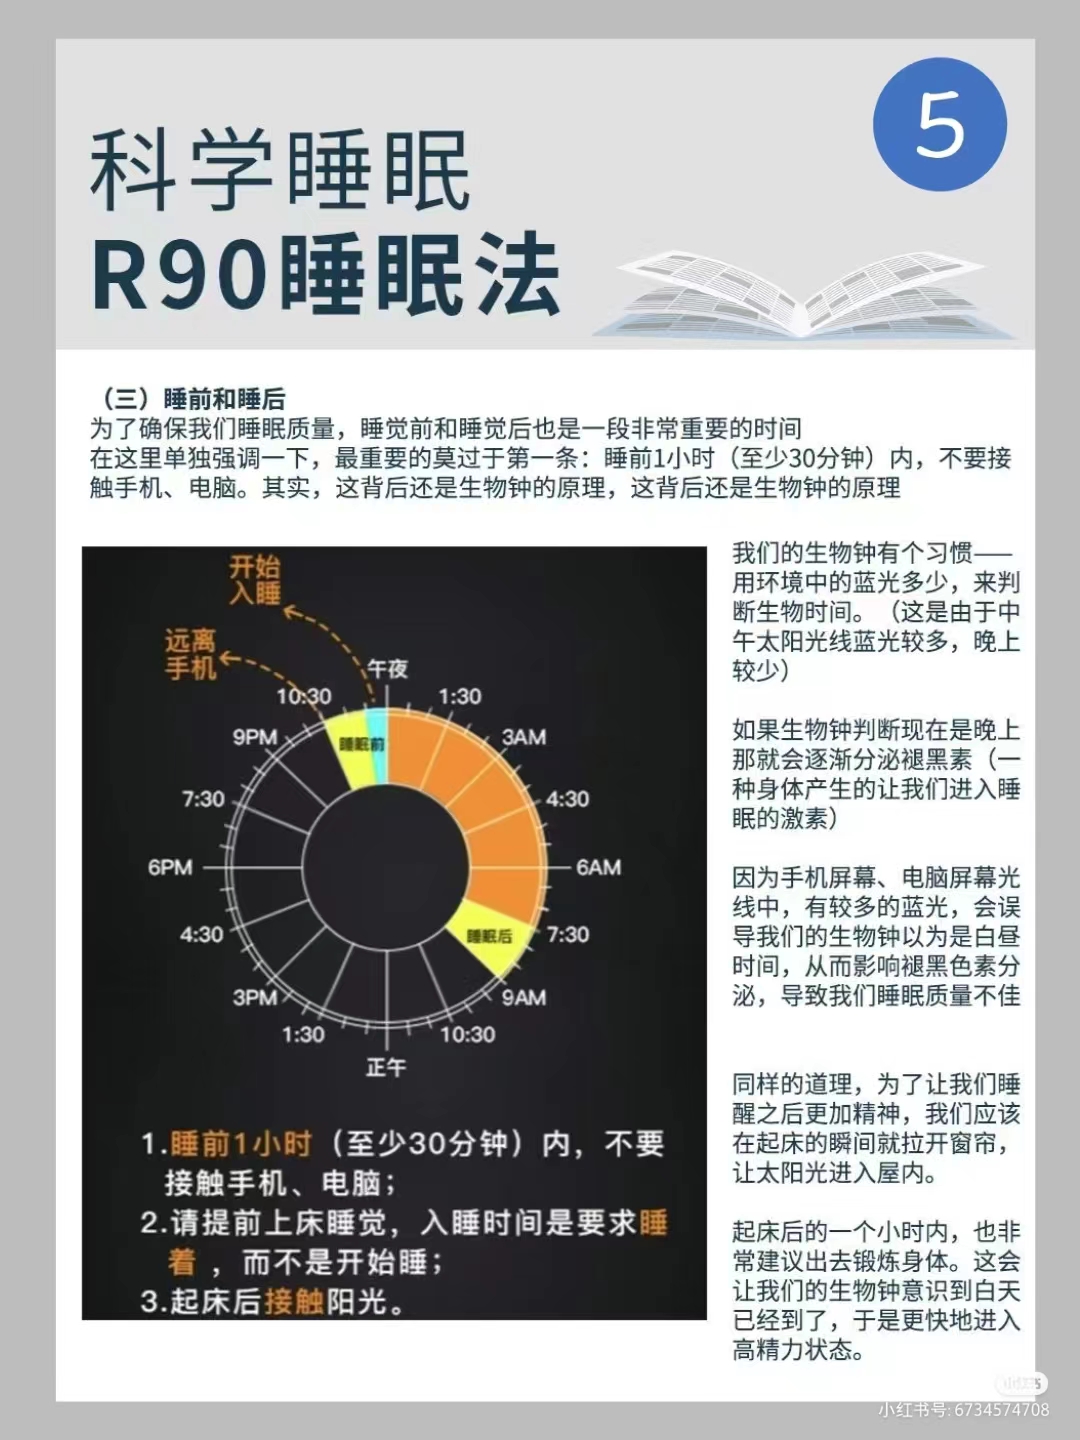 5
科学睡眠
R90睡眠法
（三）睡前和睡后
为了确保我们睡眠质量，睡觉前和睡觉后也是一段非常重要的时间
在这里单独强调一下，最重要的莫过于第一条：睡前1小时（至少30分钟）内，不要接
触手机、电脑。其实，这背后还是生物钟的原理，这背后还是生物钟的原理
开始
入睡
远离
手机
午夜
10:30
1:30
9PM
睡眠前
3AM
7:30
4:30
6PM
6AM
4:30
睡眠后
7:30
3PM
9AM
1:30
10:30
正午
1.睡前1小时（至少30分钟）内，不要
接触手机、电脑；
2.请提前上床睡觉，入睡时间是要求睡
着，而不是开始睡；
3.起床后接触阳光。
我们的生物钟有个习惯——
用环境中的蓝光多少，来判
断生物时间。（这是由于中
午太阳光线蓝光较多，晚上
较少）
如果生物钟判断现在是晚上
那就会逐渐分泌褪黑素（一
种身体产生的让我们进入睡
眠的激素）
因为手机屏幕、电脑屏幕光
线中，有较多的蓝光，会误
导我们的生物钟以为是白昼
时间，从而影响褪黑色素分
泌，导致我们睡眠质量不佳
同样的道理，为了让我们睡
醒之后更加精神，我们应该
在起床的瞬间就拉开窗帘，
让太阳光进入屋内。
起床后的一个小时内，也非
常建议出去锻炼身体。这会
让我们的生物钟意识到白天
已经到了，于是更快地进入
高精力状态。
小红书
小红书号: 6734574708